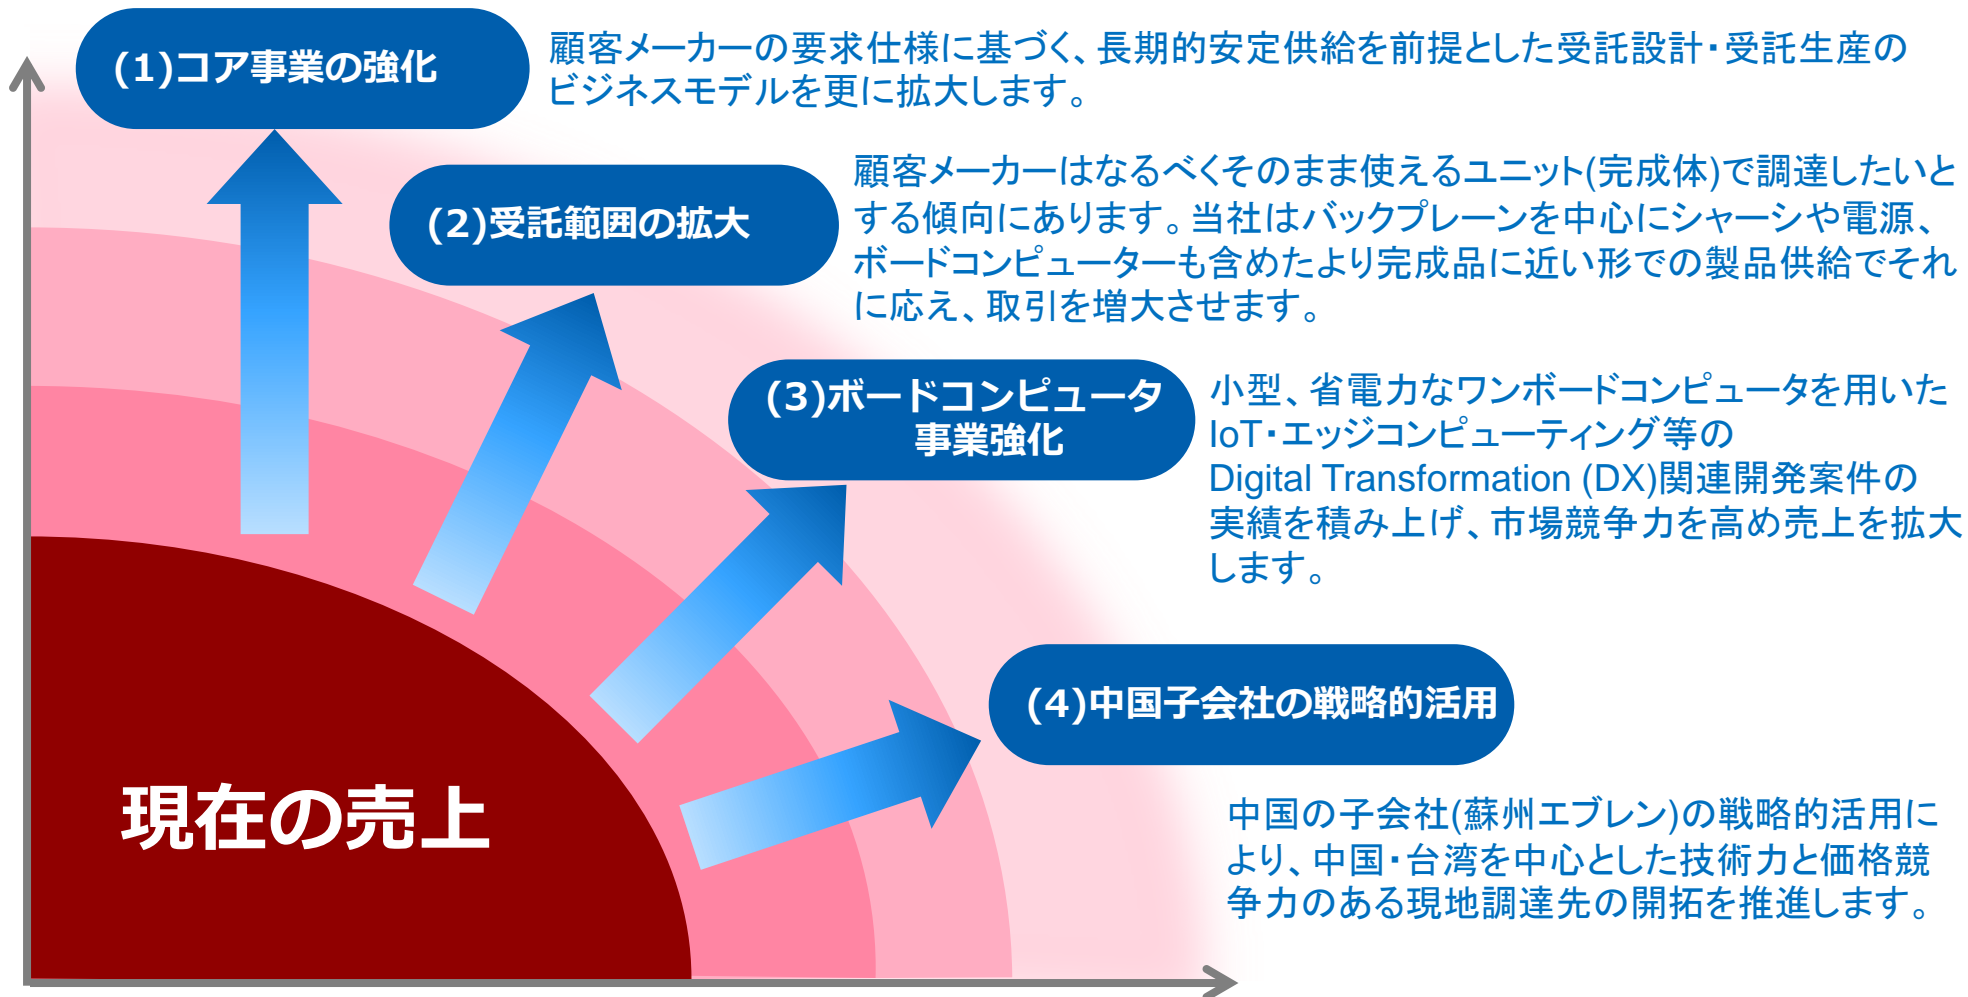 (1)コア事業の強化
顧客メーカーの要求仕様に基づく、長期的安定供給を前提とした受託設計・受託生産の
ビジネスモデルを更に拡大します。
(2)受託範囲の拡大
顧客メーカーはなるべくそのまま使えるユニット(完成体)で調達したいと
する傾向にあります。当社はバックプレーンを中心にシャーシや電源、
ボードコンピューターも含めたより完成品に近い形での製品供給でそれ
に応え、取引を増大させます。
(3)ボードコンピュータ
事業強化
小型、省電力なワンボードコンピュータを用いた
IoT・エッジコンピューティング等の
Digital Transformation (DX)関連開発案件の
実績を積み上げ、市場競争力を高め売上を拡大
します。
(4)中国子会社の戦略的活用
中国の子会社(蘇州エブレン)の戦略的活用に
より、中国・台湾を中心とした技術力と価格競
争力のある現地調達先の開拓を推進します。
現在の売上